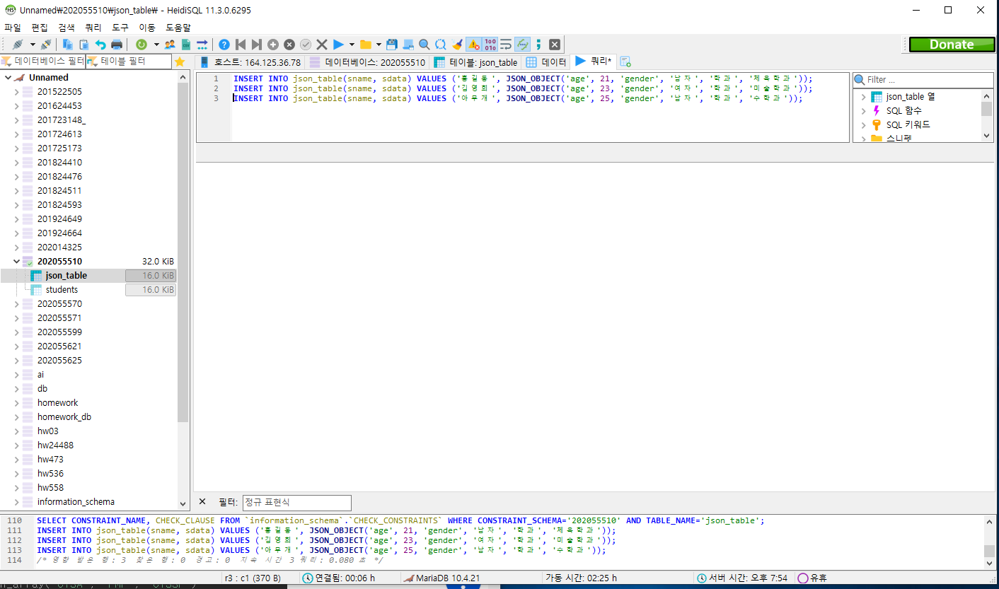 Unnamed₩202055510₩json_table₩ - HeidiSQL 11.3.0.6295
파일 편집 검색 쿼리 도구 이동 도움말
Donate
데이터베이스 필터 테이블 필터
호스트: 164.125.36.78 데이터베이스: 202055510 테이블: json_table 데이터 쿼리*
Unnamed
201522505
201624453
201723148_
201724613
201725173
201824410
201824476
201824511
201824593
201924649
201924664
202014325
202055510 32.0 KiB
json_table 16.0 KiB
students 16.0 KiB
202055570
202055571
202055599
202055621
202055625
ai
db
homework
homework_db
hw03
hw24488
hw473
hw536
hw558
information_schema
1 INSERT INTO json_table(sname, sdata) VALUES ('홍길동', JSON_OBJECT('age', 21, 'gender', '남자', '학과', '체육학과'));
2 INSERT INTO json_table(sname, sdata) VALUES ('김영희', JSON_OBJECT('age', 23, 'gender', '여자', '학과', '미술학과'));
3 INSERT INTO json_table(sname, sdata) VALUES ('아무개', JSON_OBJECT('age', 25, 'gender', '남자', '학과', '수학과'));
Filter ...
json_table 열
SQL 함수
SQL 키워드
스니펫
필터: 정규 표현식
110 SELECT CONSTRAINT_NAME, CHECK_CLAUSE FROM `information_schema`.`CHECK_CONSTRAINTS` WHERE CONSTRAINT_SCHEMA='202055510' AND TABLE_NAME='json_table';
111 INSERT INTO json_table(sname, sdata) VALUES ('홍길동', JSON_OBJECT('age', 21, 'gender', '남자', '학과', '체육학과'));
112 INSERT INTO json_table(sname, sdata) VALUES ('김영희', JSON_OBJECT('age', 23, 'gender', '여자', '학과', '미술학과'));
113 INSERT INTO json_table(sname, sdata) VALUES ('아무개', JSON_OBJECT('age', 25, 'gender', '남자', '학과', '수학과'));
114 /* 영향 받은 행: 3 찾은 행: 0 경고: 0 지속 시간 3 쿼리: 0.080 초 */
r3 : c1 (370 B) 연결됨: 00:06 h MariaDB 10.4.21 가동 시간: 02:25 h 서버 시간: 오후 7:54 유휴